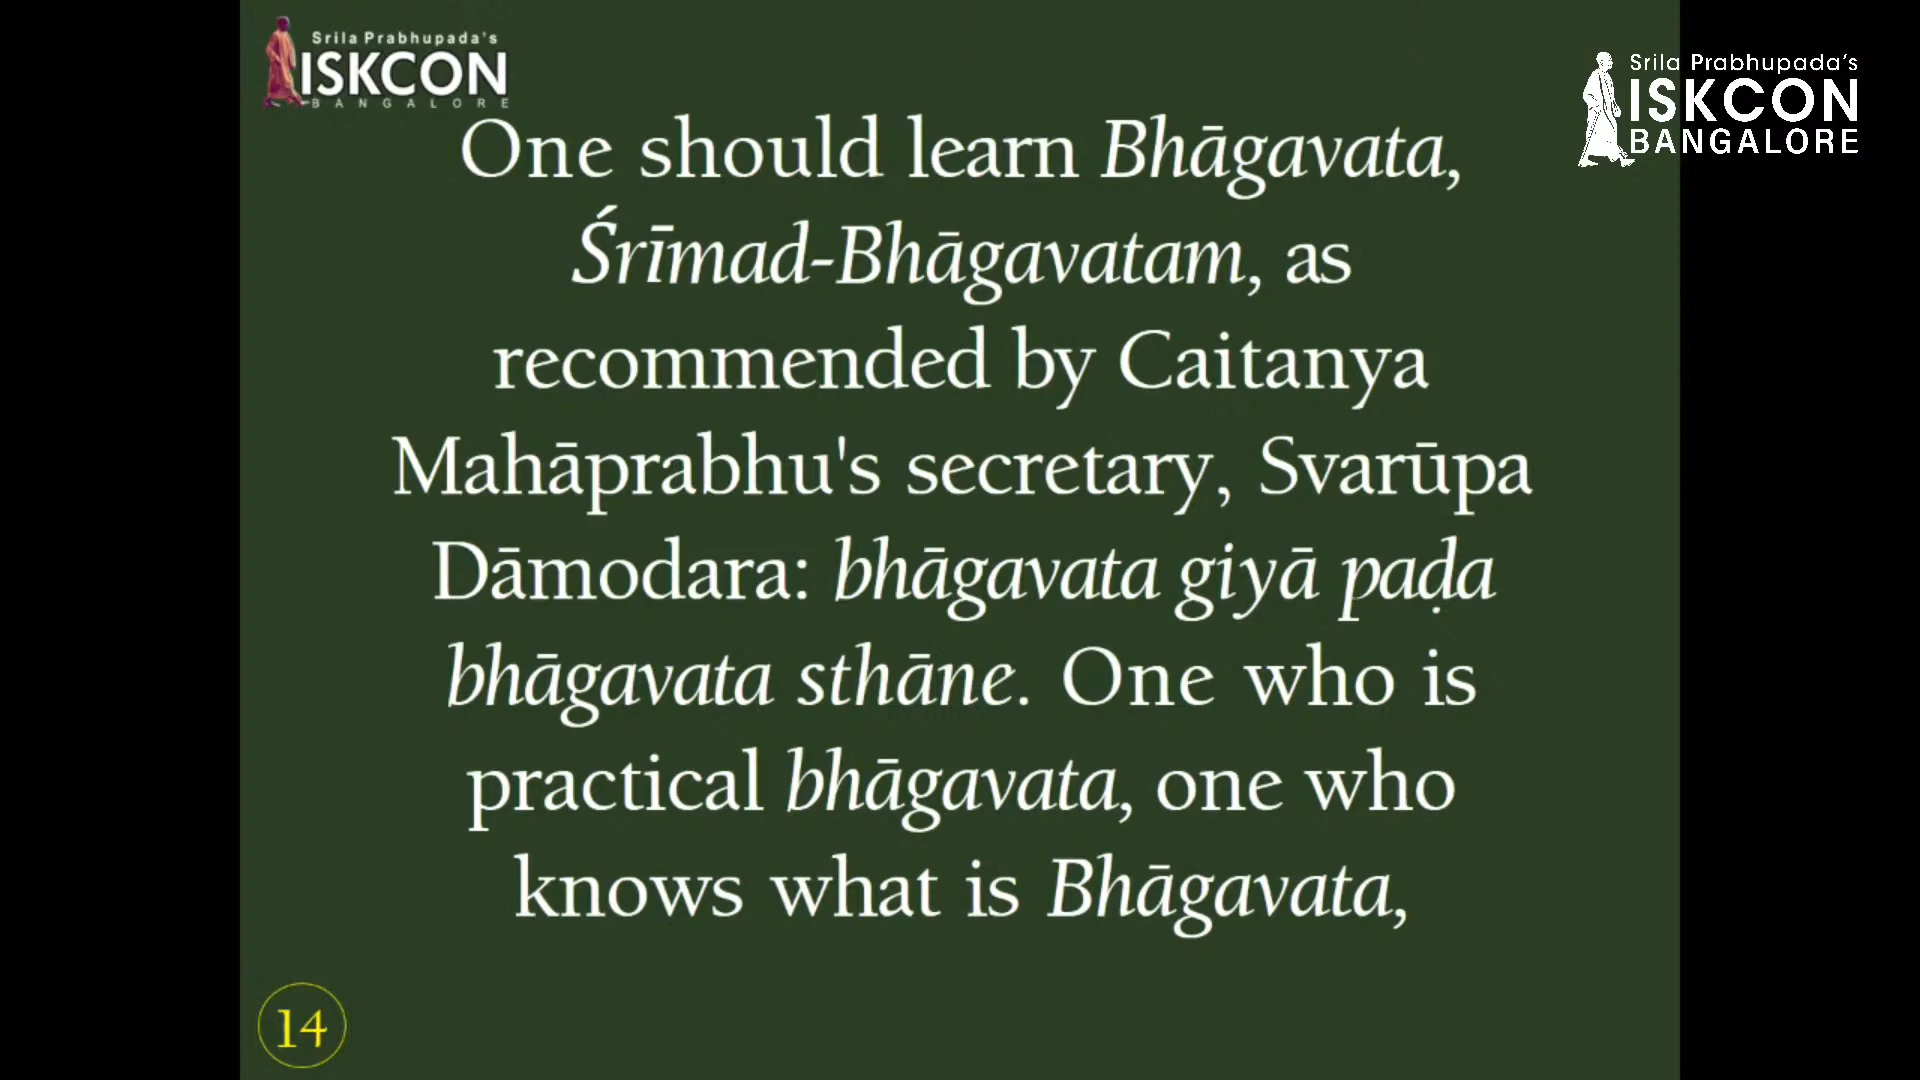 Srila Prabhupada's
ISKCON
BANGALORE
Srila Prabhupada's
ISKCON
BANGALORE
One should learn Bhāgavata,
Śrīmad-Bhāgavatam, as
recommended by Caitanya
Mahāprabhu's secretary, Svarūpa
Dāmodara: bhāgavata giyā paḍa
bhāgavata sthāne. One who is
practical bhāgavata, one who
knows what is Bhāgavata,
14